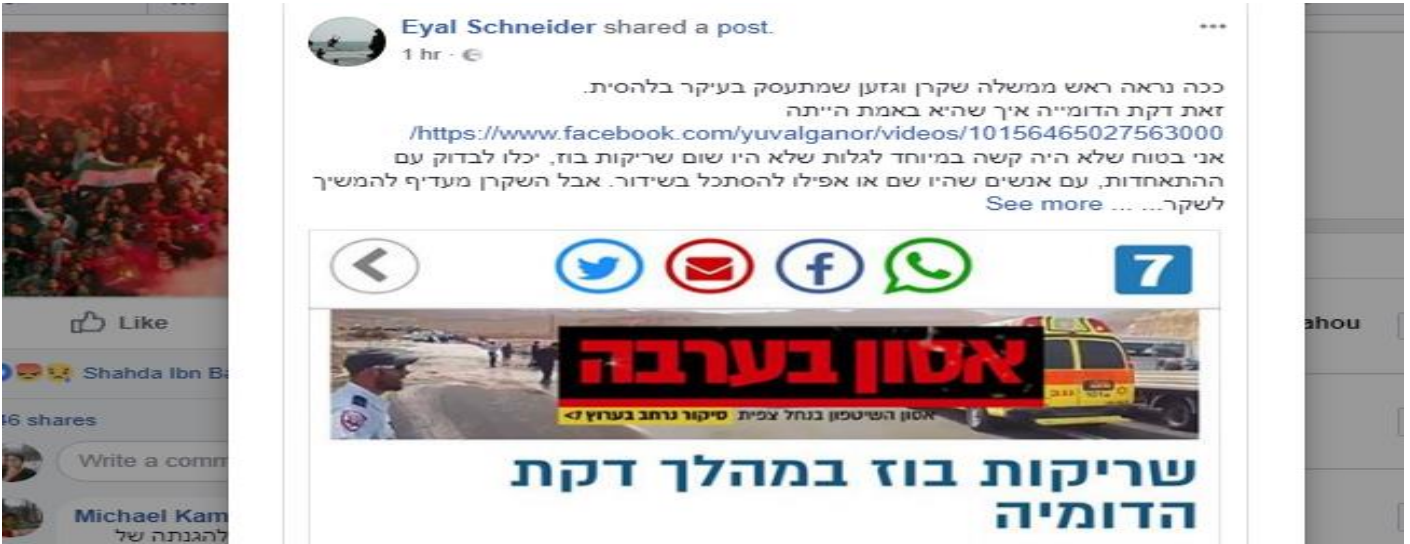 Eyal Schneider shared a post.
1 hr
ככה נראה ראש ממשלה שקרן וגזען שמתעסק בעיקר בלהסית.
זאת דקת הדומייה איך שהיא באמת הייתה
https://www.facebook.com/yuvalganor/videos/10156465027563000/
אני בטוח שלא היה קשה במיוחד לגלות שלא היו שום שריקות בוז, יכלו לבדוק עם
ההתאחדות, עם אנשים שהיו שם או אפילו להסתכל בשידור. אבל השקרן מעדיף להמשיך
לשקר... ... See more
7
אסון בערבה
אסון השיטפון בנחל צפית סיקור נרחב בערוץ 7>
שריקות בוז במהלך דקת
הדומיה
Like
Shahda Ibn Ba
46 shares
Write a comm
Michael Kam
להגנתה של
ahou